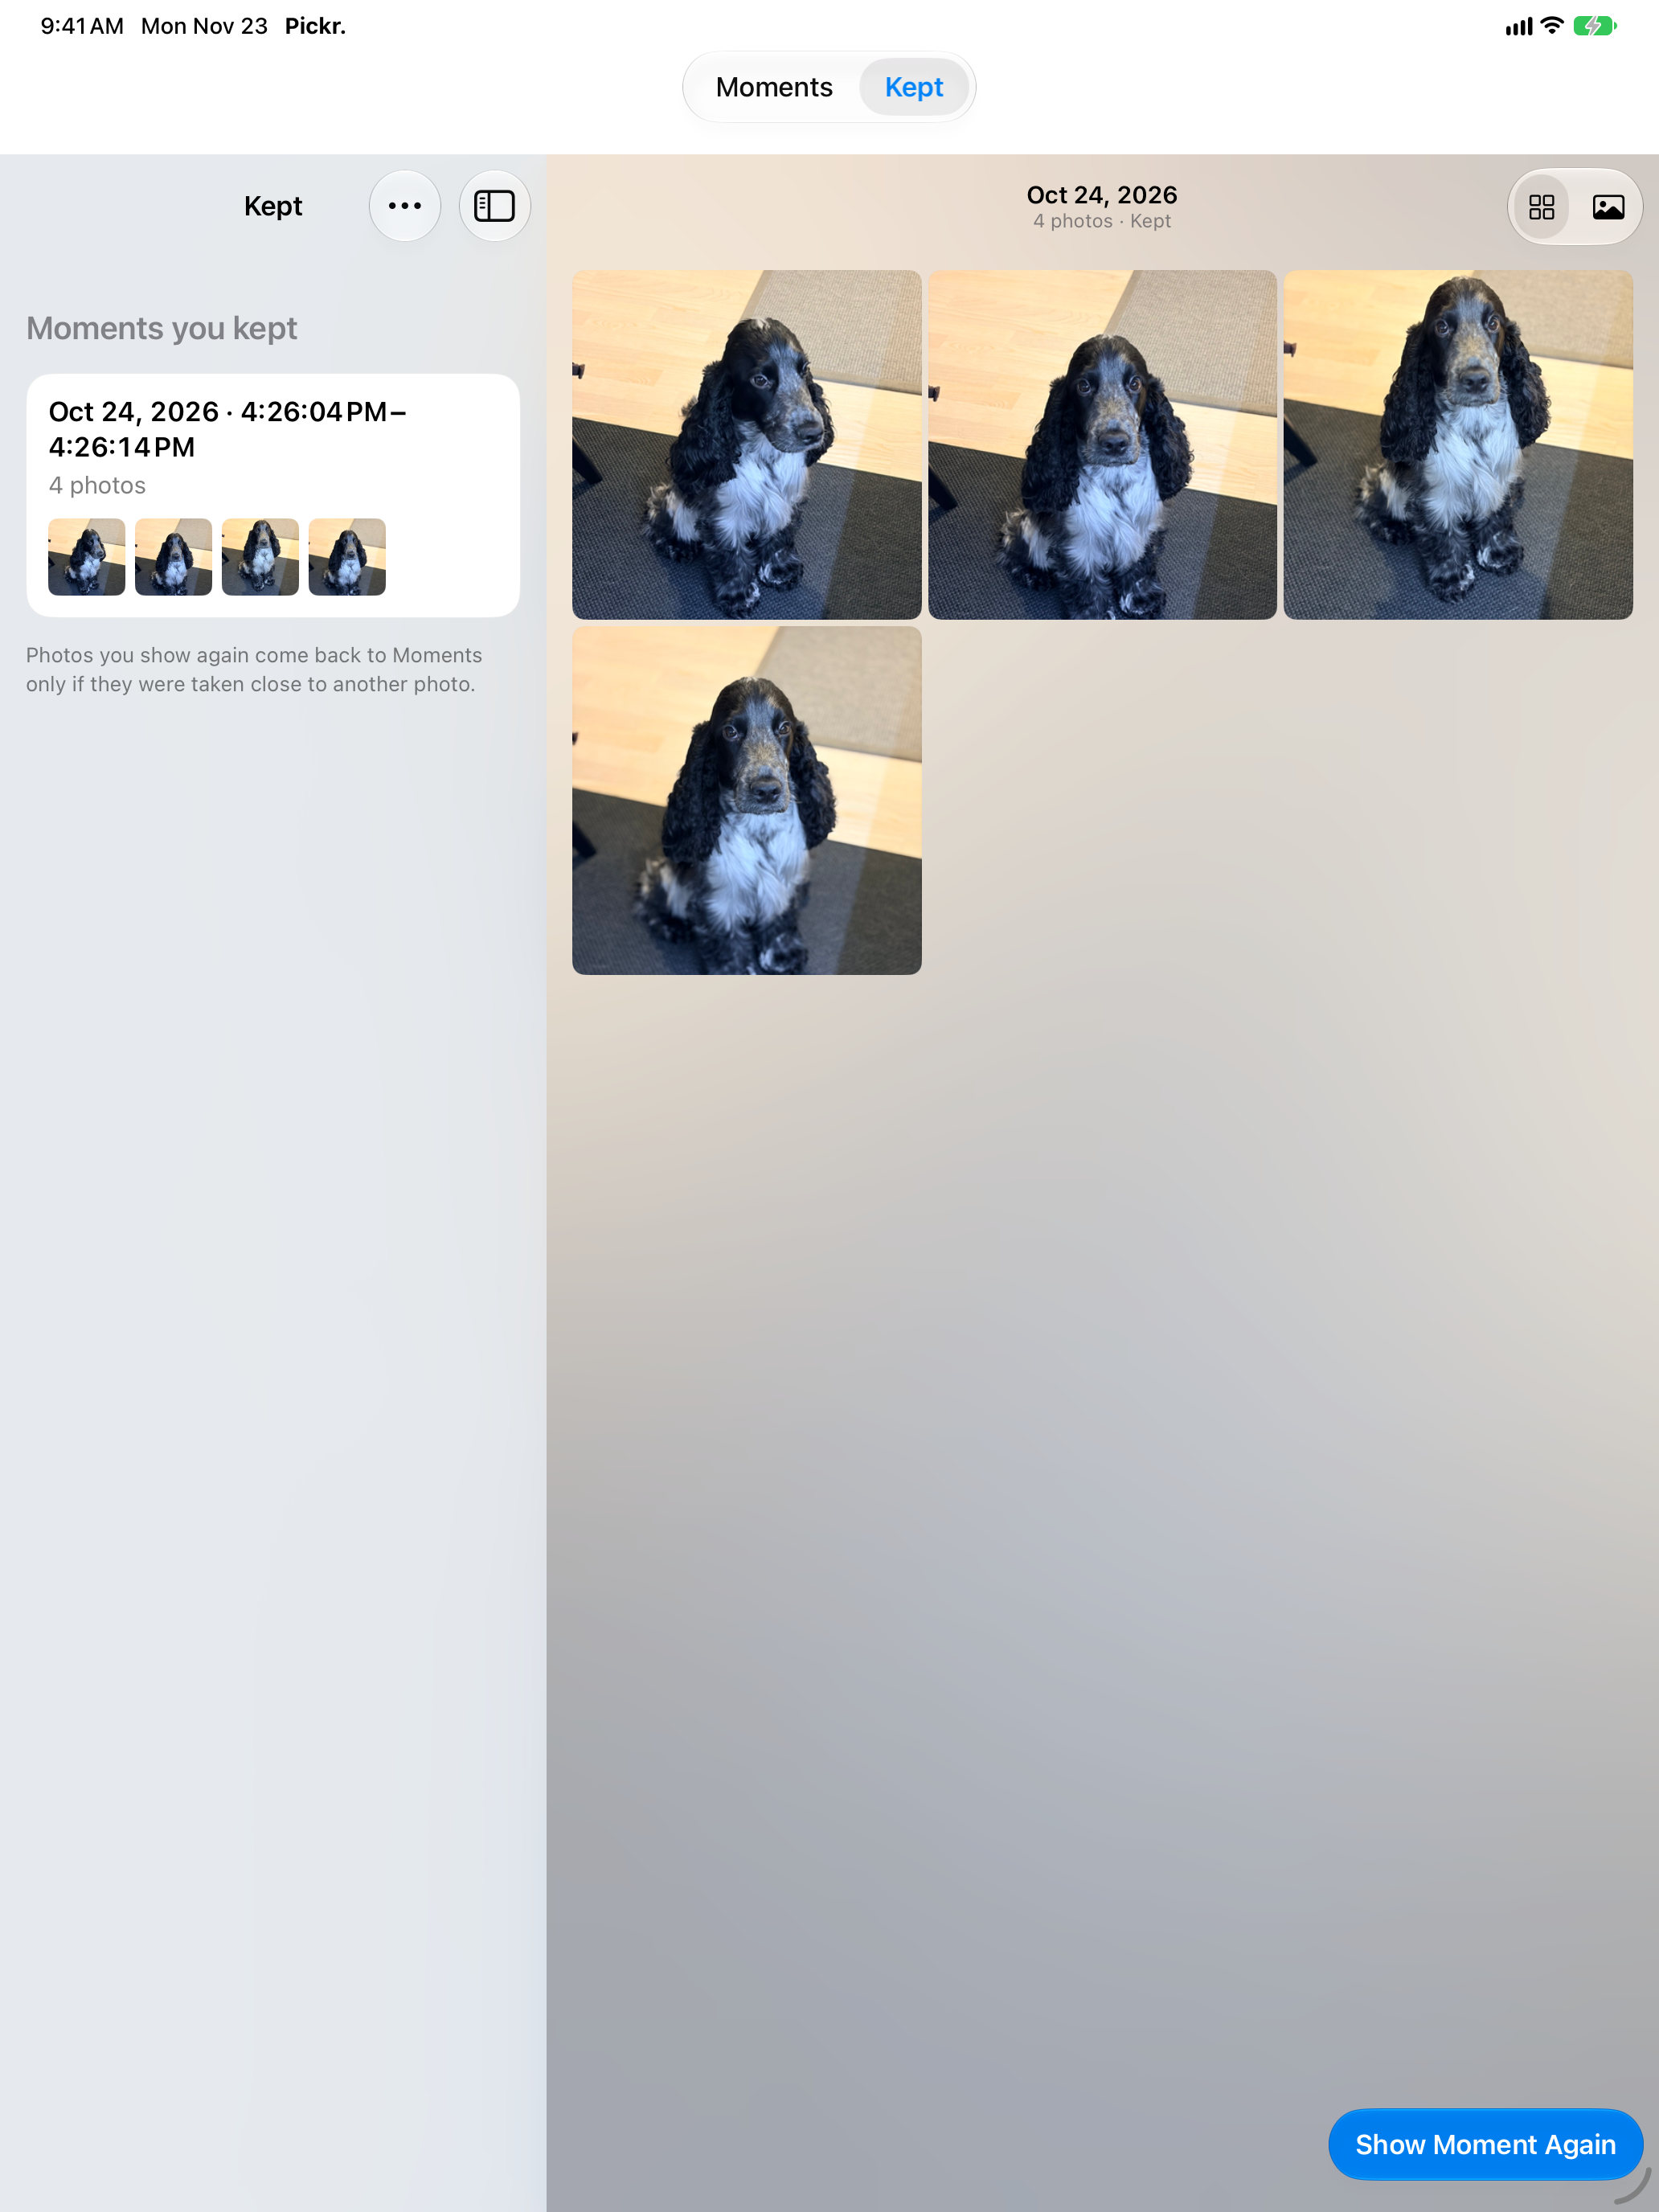 9:41 AM Mon Nov 23 Pickr.
Moments Kept
Kept
Oct 24, 2026
4 photos · Kept
Moments you kept
Oct 24, 2026 · 4:26:04 PM–
4:26:14 PM
4 photos
Photos you show again come back to Moments
only if they were taken close to another photo.
Show Moment Again